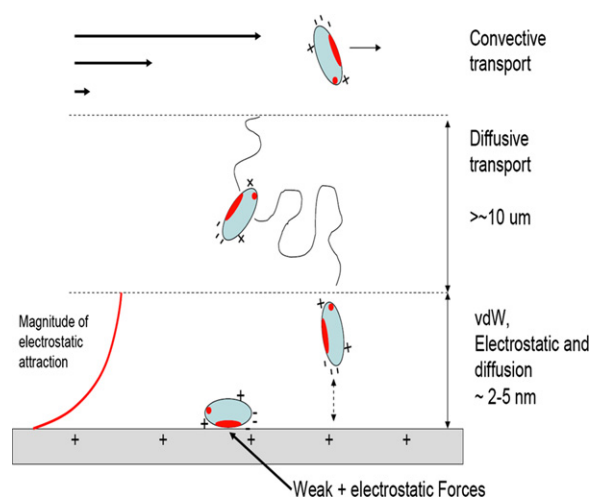 Convective
transport
Diffusive
transport
>~10 um
Magnitude of
electrostatic
attraction
vdW,
Electrostatic and
diffusion
~ 2-5 nm
+ + + + +
Weak + electrostatic Forces